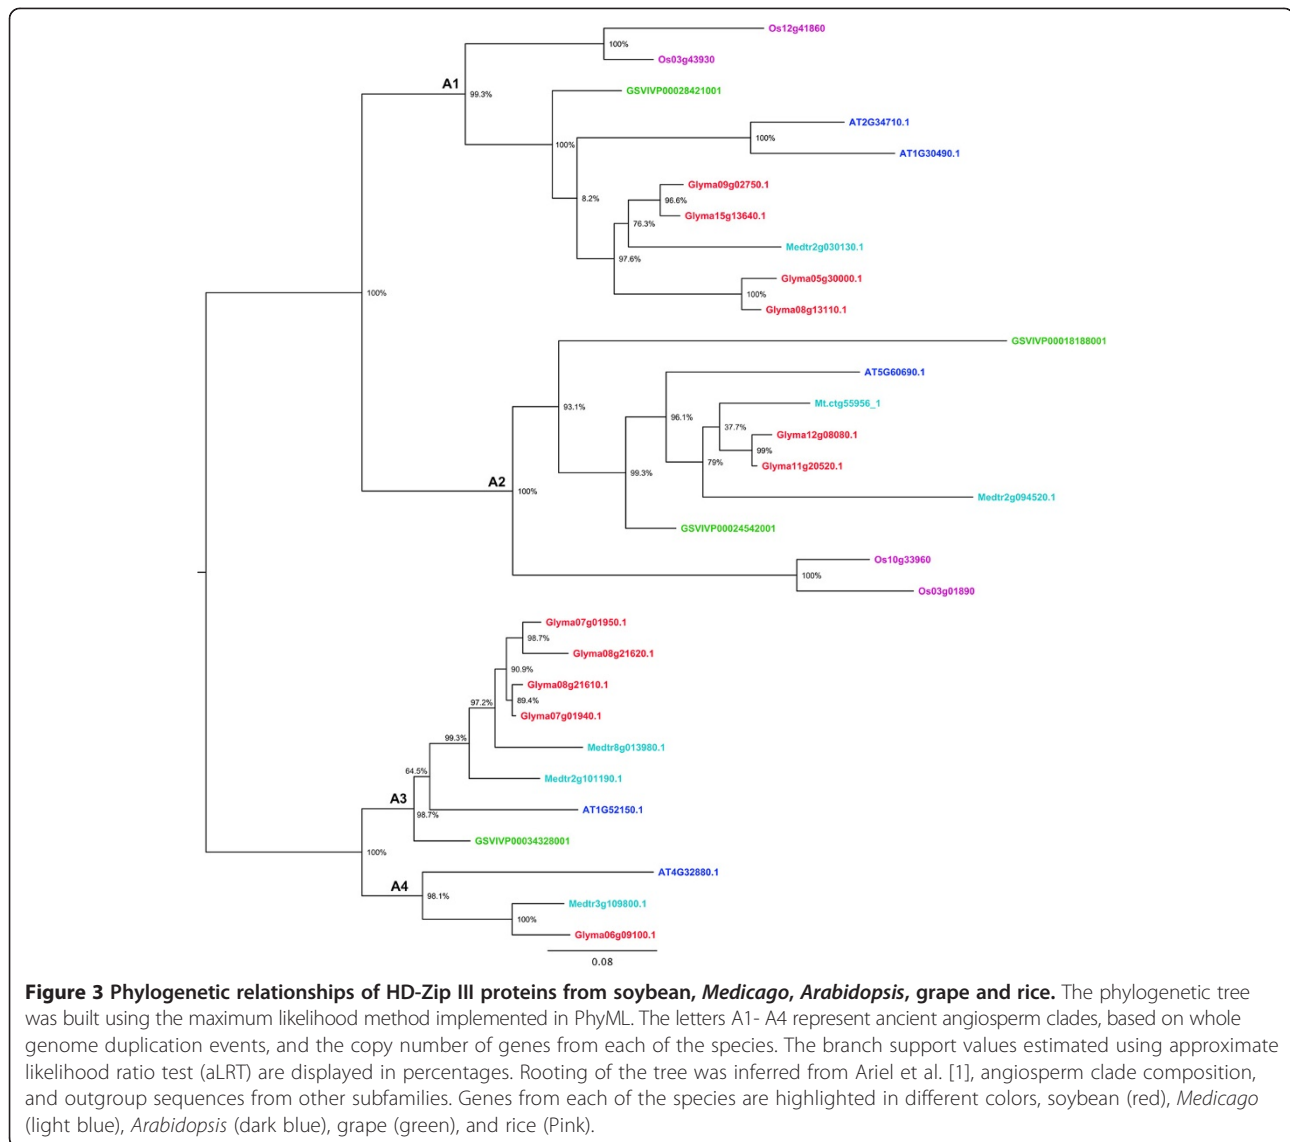 Os12g41860
100%
Os03g43930
A1
99.3%
GSVIVP00028421001
AT2G34710.1
100%
100%
AT1G30490.1
Glyma09g02750.1
8.2%
96.6%
Glyma15g13640.1
76.3%
Medtr2g030130.1
97.6%
Glyma05g30000.1
100%
100%
Glyma08g13110.1
GSVIVP00018188001
AT5G60690.1
93.1%
Mt.ctg55956_1
96.1%
37.7%
Glyma12g08080.1
99%
79%
Glyma11g20520.1
99.3%
A2
100%
Medtr2g094520.1
GSVIVP00024542001
Os10g33960
100%
Os03g01890
Glyma07g01950.1
98.7%
Glyma08g21620.1
90.9%
Glyma08g21610.1
97.2%
89.4%
Glyma07g01940.1
99.3%
Medtr8g013980.1
64.5%
Medtr2g101190.1
A3
98.7%
AT1G52150.1
GSVIVP00034328001
100%
AT4G32880.1
A4
98.1%
Medtr3g109800.1
100%
Glyma06g09100.1
0.08
Figure 3 Phylogenetic relationships of HD-Zip III proteins from soybean, Medicago, Arabidopsis, grape and rice. The phylogenetic tree
was built using the maximum likelihood method implemented in PhyML. The letters A1- A4 represent ancient angiosperm clades, based on whole
genome duplication events, and the copy number of genes from each of the species. The branch support values estimated using approximate
likelihood ratio test (aLRT) are displayed in percentages. Rooting of the tree was inferred from Ariel et al. [1], angiosperm clade composition,
and outgroup sequences from other subfamilies. Genes from each of the species are highlighted in different colors, soybean (red), Medicago
(light blue), Arabidopsis (dark blue), grape (green), and rice (Pink).